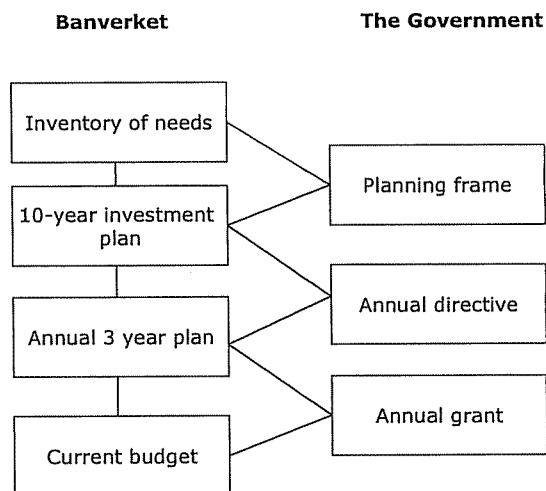 Banverket
The Government
Inventory of needs
Planning frame
10-year investment
plan
Annual directive
Annual 3 year plan
Annual grant
Current budget